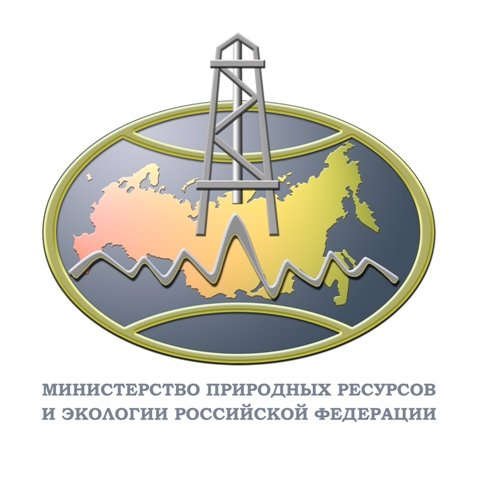 МИНИСТЕРСТВО ПРИРОДНЫХ РЕСУРСОВ
И ЭКОЛОГИИ РОССИЙСКОЙ ФЕДЕРАЦИИ